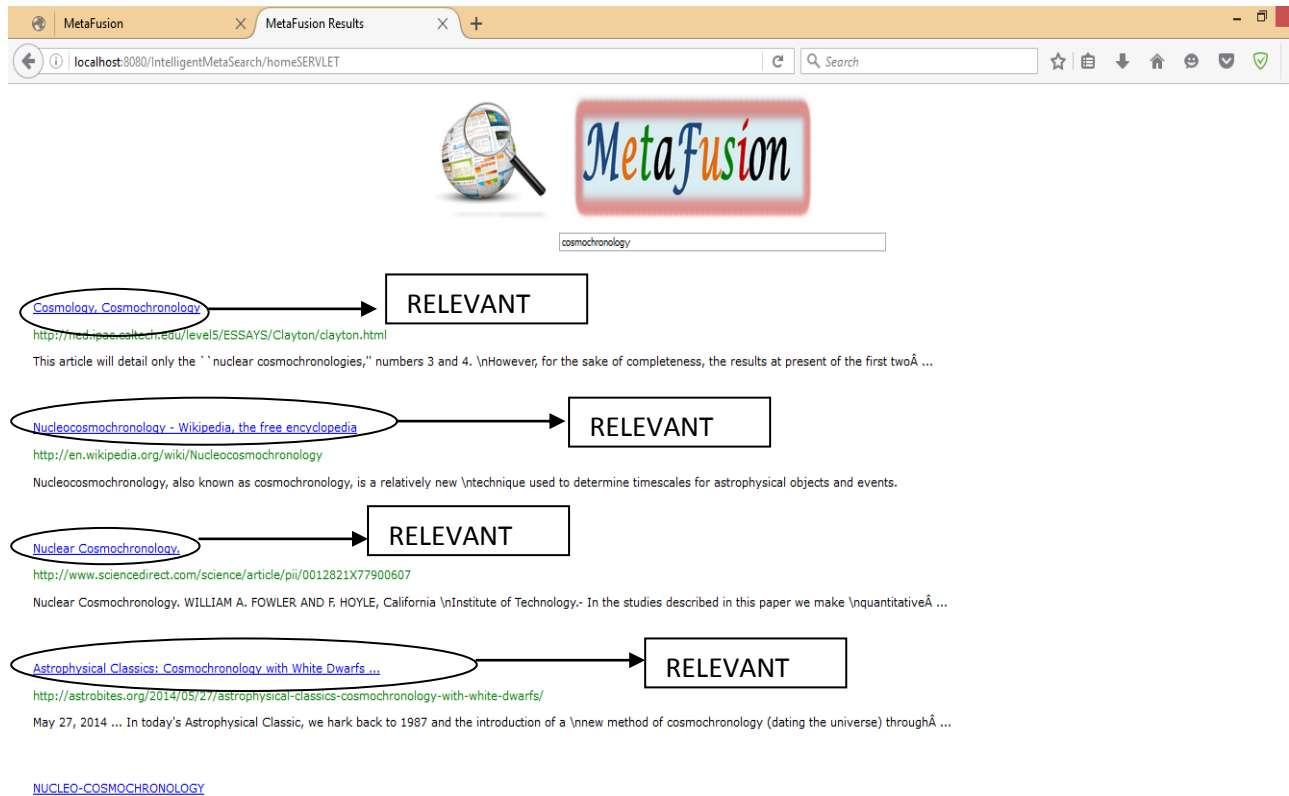 MetaFusion
MetaFusion Results
localhost:8080/IntelligentMetaSearch/homeSERVLET
Search
MetaFusion
cosmochronology
Cosmology, Cosmochronology
RELEVANT
http://ned.ipac.caltech.edu/level5/ESSAYS/Clayton/clayton.html
This article will detail only the ``nuclear cosmochronologies,'' numbers 3 and 4. \nHowever, for the sake of completeness, the results at present of the first twoÂ ...
RELEVANT
Nucleocosmochronology - Wikipedia, the free encyclopedia
http://en.wikipedia.org/wiki/Nucleocosmochronology
Nucleocosmochronology, also known as cosmochronology, is a relatively new \ntechnique used to determine timescales for astrophysical objects and events.
RELEVANT
Nuclear Cosmochronology.
http://www.sciencedirect.com/science/article/pii/0012821X77900607
Nuclear Cosmochronology. WILLIAM A. FOWLER AND F. HOYLE, California \nInstitute of Technology.- In the studies described in this paper we make \nquantitativeÂ ...
RELEVANT
Astrophysical Classics: Cosmochronology with White Dwarfs ...
http://astrobites.org/2014/05/27/astrophysical-classics-cosmochronology-with-white-dwarfs/
May 27, 2014 ... In today's Astrophysical Classic, we hark back to 1987 and the introduction of a \nnew method of cosmochronology (dating the universe) throughÂ ...
NUCLEO-COSMOCHRONOLOGY